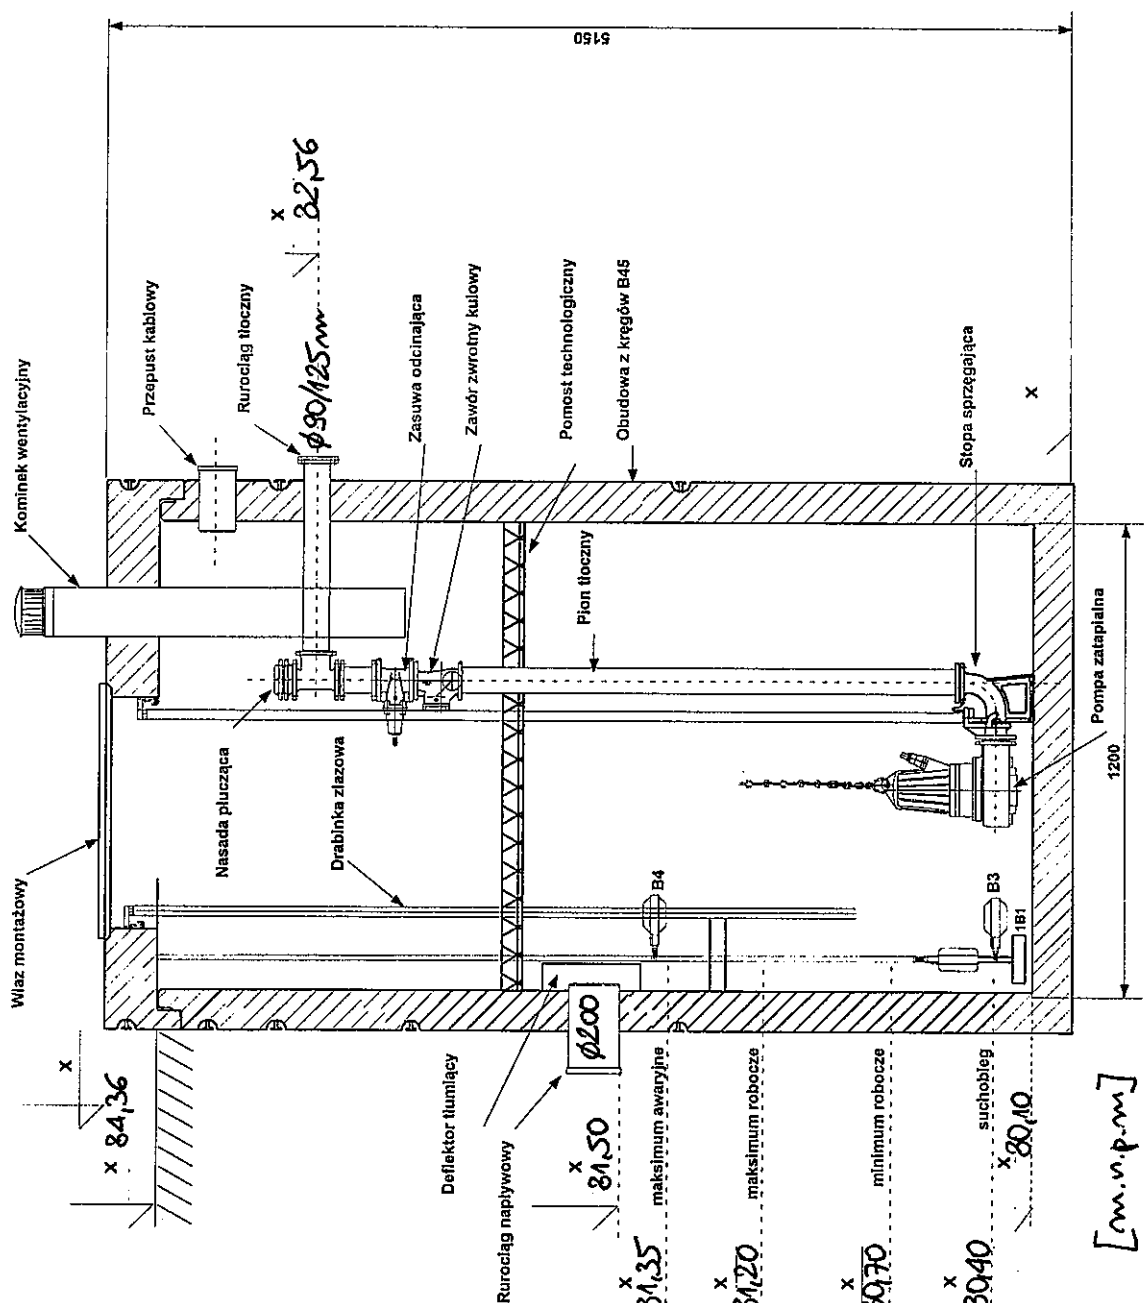 5150
Kominek wentylacyjny
Przepust kablowy
Rurociąg tłoczny
ø90/125m
x
82,56
Zasuwa odcinająca
Zawór zwrotny kulowy
Pomost technologiczny
Obudowa z kręgów B45
Pion tłoczny
Stopa sprzęgająca
x
Pompa zatapialna
1200
Właz montażowy
Nasada płucząca
Drabinka złazowa
B4
B3
1B1
x
x 84,36
Deflektor tłumiący
Rurociąg napływowy
ø200
x
81,50
maksimum awaryjne
x
81,35
maksimum robocze
x
81,20
minimum robocze
x
80,70
suchobieg
x
80,40
x
80,10
[m.n.p.m]